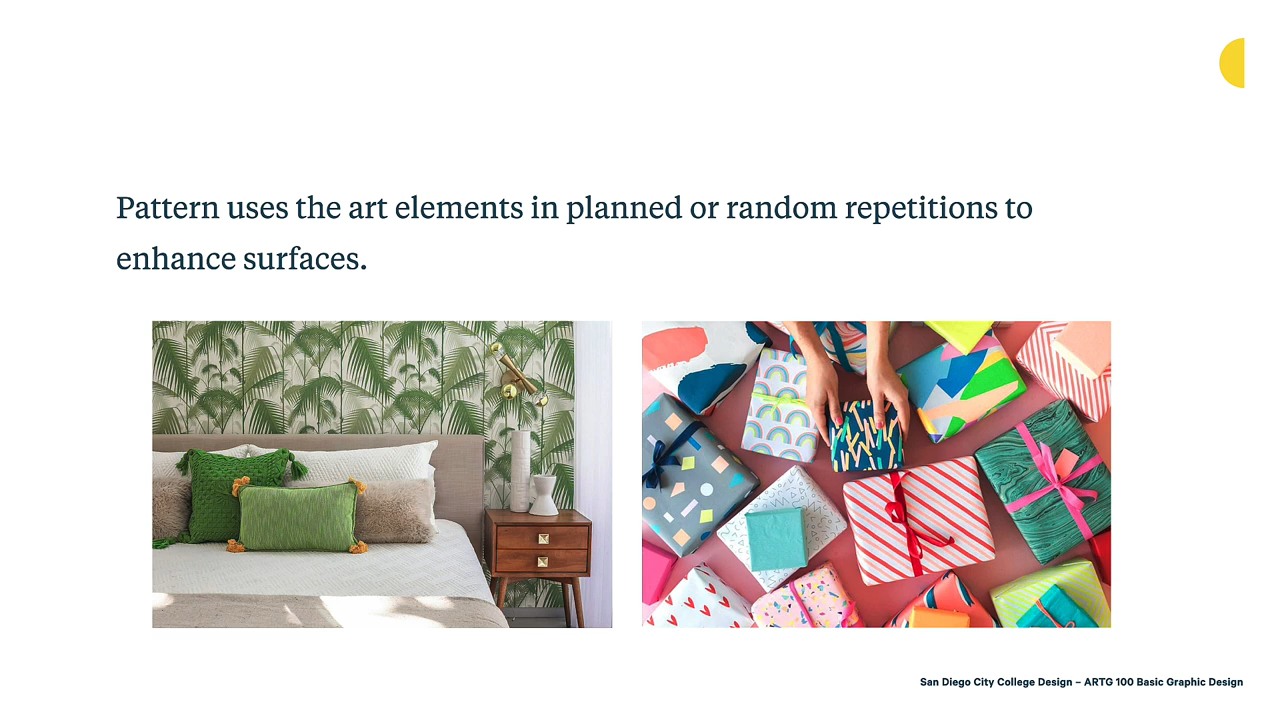 Pattern uses the art elements in planned or random repetitions to
enhance surfaces.
San Diego City College Design – ARTG 100 Basic Graphic Design